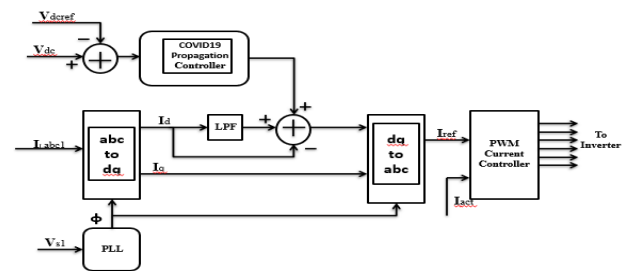 Vdcref
−
Vdc
+
+
COVID19
Propagation
Controller
+
Id
LPF
+
+
−
abc
to
dq
ILabc1
Iq
dq
to
abc
Iref
PWM
Current
Controller
To
Inverter
Iact
ϕ
Vs1
PLL